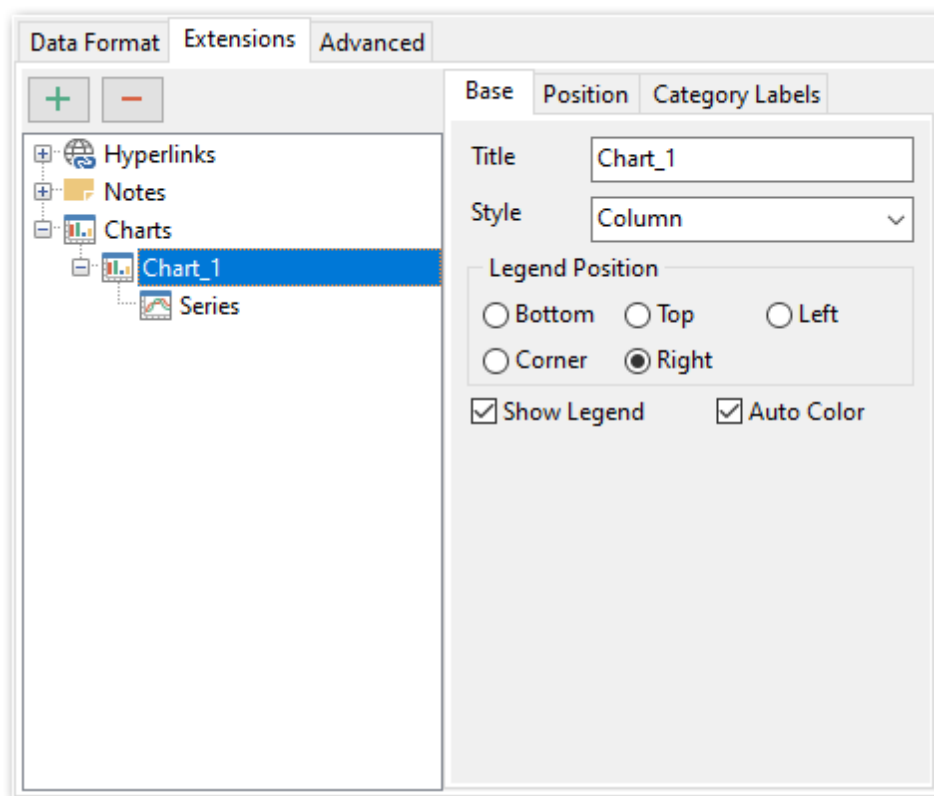 Data Format Extensions Advanced
Base Position Category Labels
Hyperlinks
Notes
Charts
Chart_1
Series
Title Chart_1
Style Column
Legend Position
Bottom Top Left
Corner Right
Show Legend Auto Color